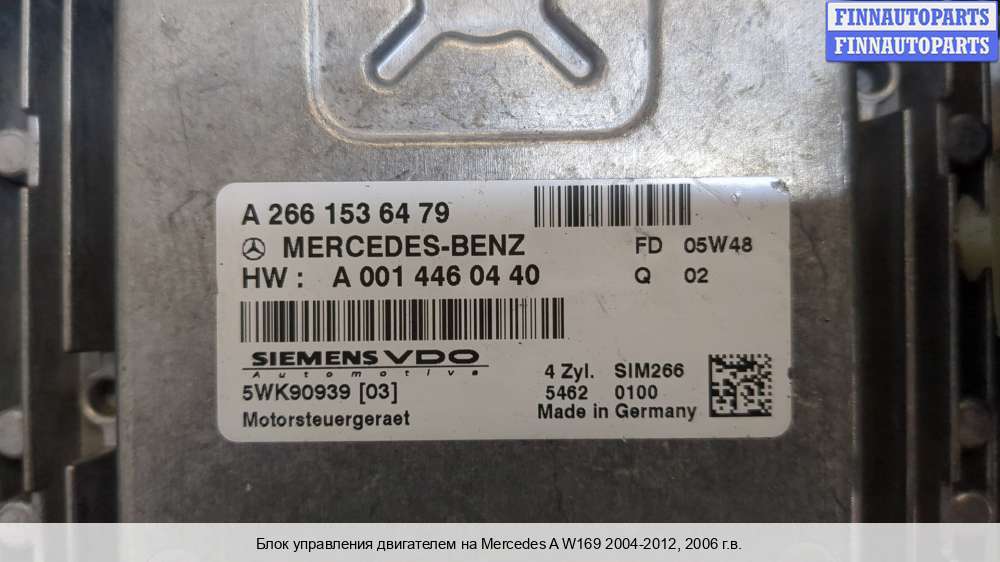 FINNAUTOPARTS
FINNAUTOPARTS
A 266 153 64 79
MERCEDES-BENZ FD 05W48
HW : A 001 446 04 40 Q 02
SIEMENS VDO
Automotive
4 Zyl. SIM266
5WK90939 [03] 5462 0100
Motorsteuergeraet Made in Germany
Блок управления двигателем на Mercedes A W169 2004-2012, 2006 г.в.